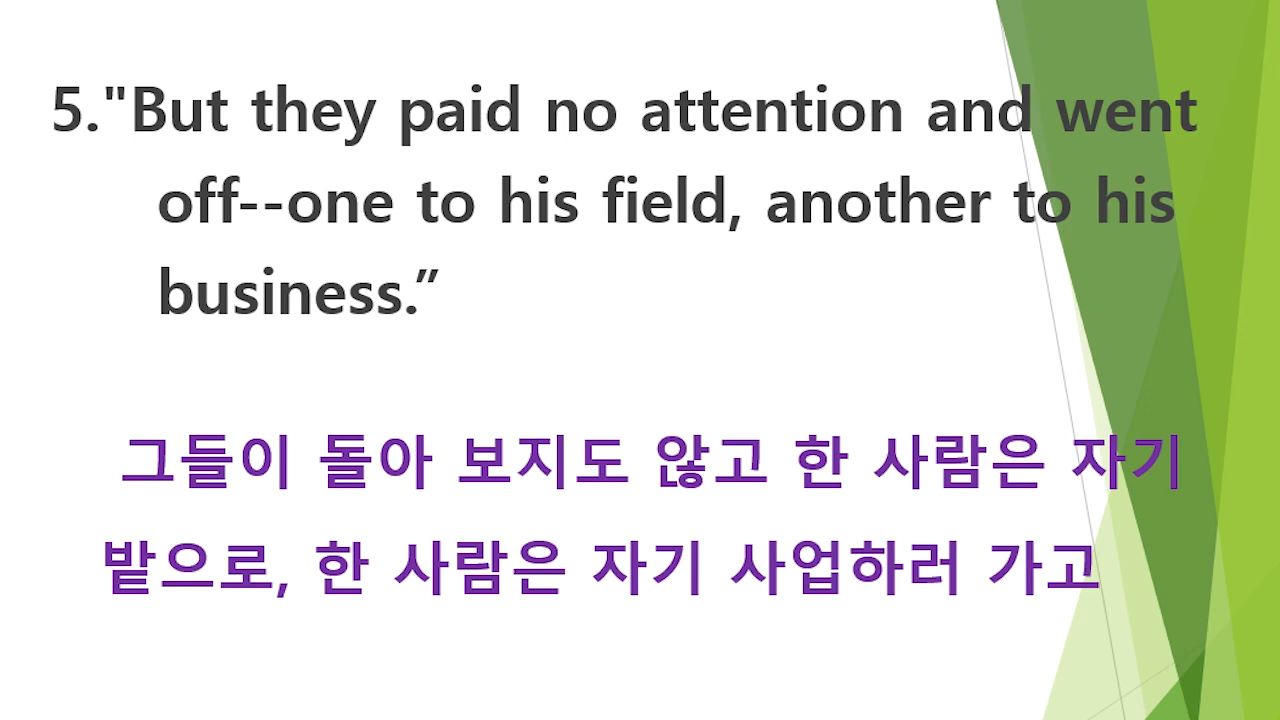 5."But they paid no attention and went
off--one to his field, another to his
business.”
그들이 돌아 보지도 않고 한 사람은 자기
밭으로, 한 사람은 자기 사업하러 가고